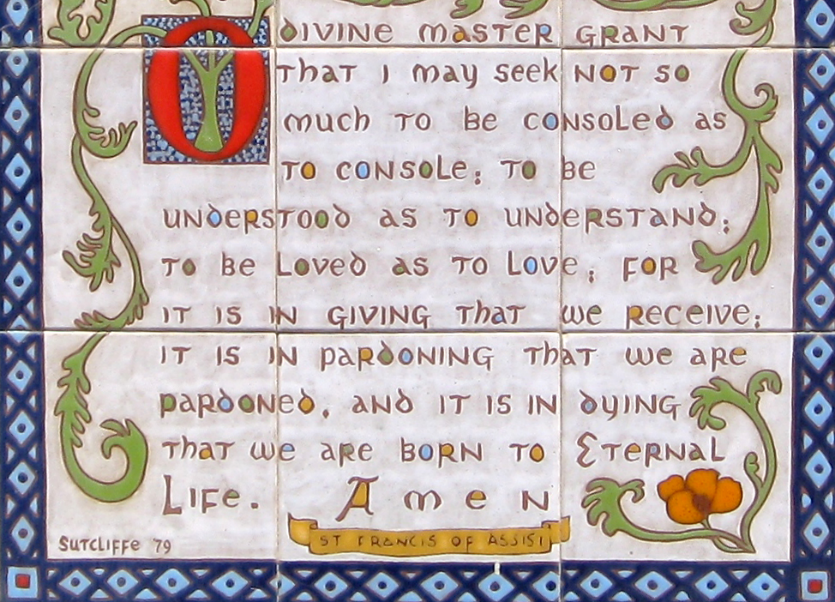 O DIVINE MASTER GRANT
THAT I MAY SEEK NOT SO
MUCH TO BE CONSOLED AS
TO CONSOLE; TO BE
UNDERSTOOD AS TO UNDERSTAND;
TO BE LOVED AS TO LOVE; FOR
IT IS IN GIVING THAT WE RECEIVE;
IT IS IN PARDONING THAT WE ARE
PARDONED, AND IT IS IN DYING
THAT WE ARE BORN TO ETERNAL
LIFE. AMEN
ST FRANCIS OF ASSISI
SUTCLIFFE 79